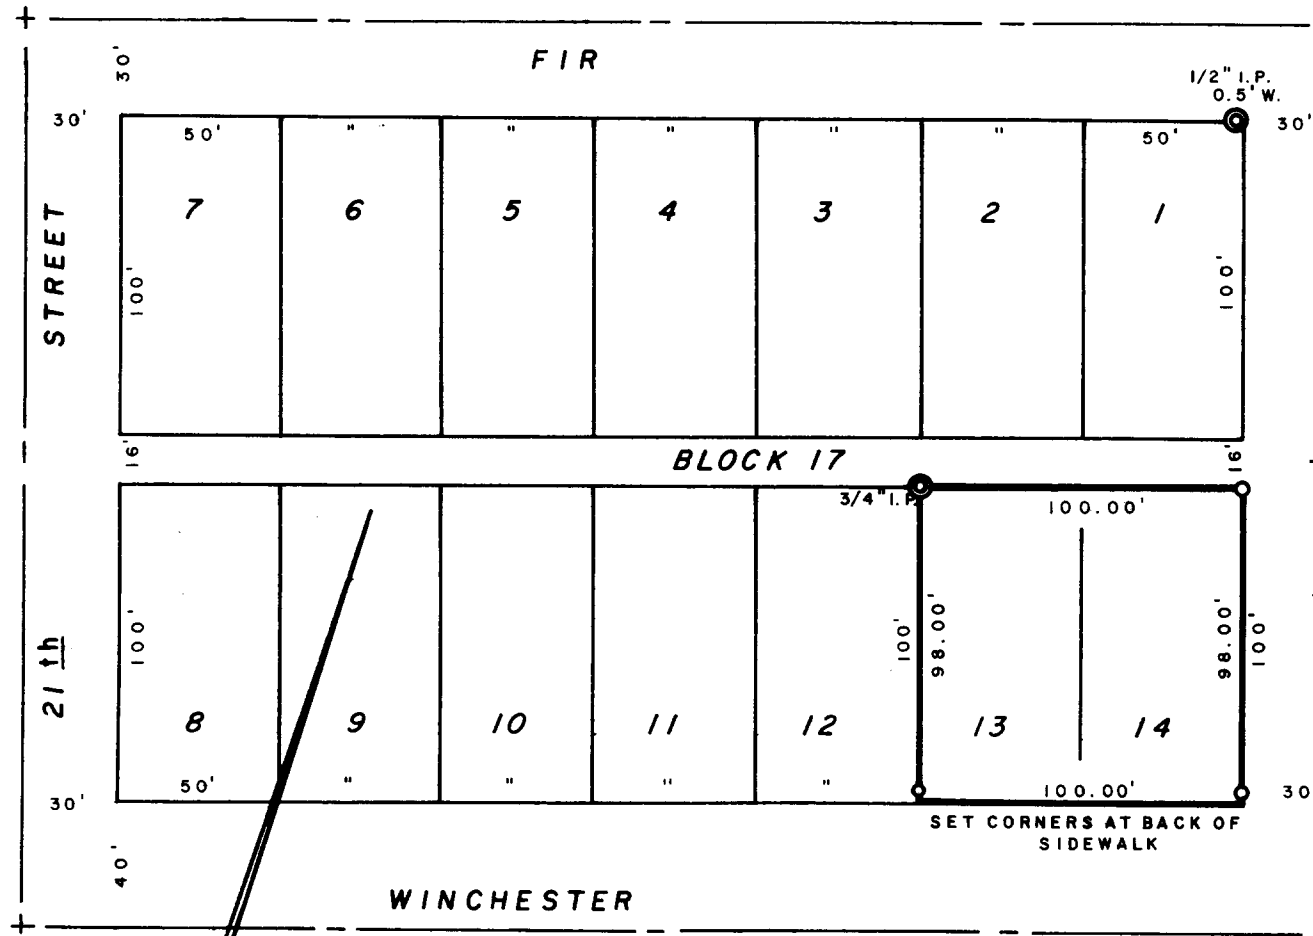 FIR
30'
1/2" I.P.
0.5' W.
30'
30'
50' " " " " " 50'
7 6 5 4 3 2 1
STREET
100'
100'
16'
BLOCK 17
16'
3/4" I.P.
100.00'
100'
100'
98.00'
98.00'
100'
21 th
8 9 10 11 12 13 14
50' " " " "
30'
100.00'
30
SET CORNERS AT BACK OF
SIDEWALK
40'
WINCHESTER